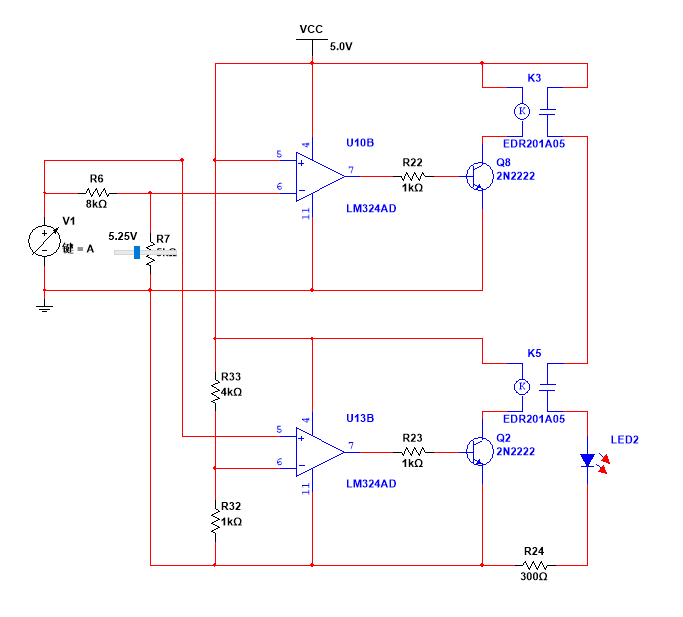 VCC
5.0V
K3
K
EDR201A05
4
U10B
5
+
7
6
−
11
LM324AD
R22
1kΩ
Q8
2N2222
R6
8kΩ
V1
+
−
键 = A
5.25V
R7
K5
K
EDR201A05
R33
4kΩ
4
U13B
5
+
7
6
−
11
LM324AD
R23
1kΩ
Q2
2N2222
LED2
R32
1kΩ
R24
300Ω